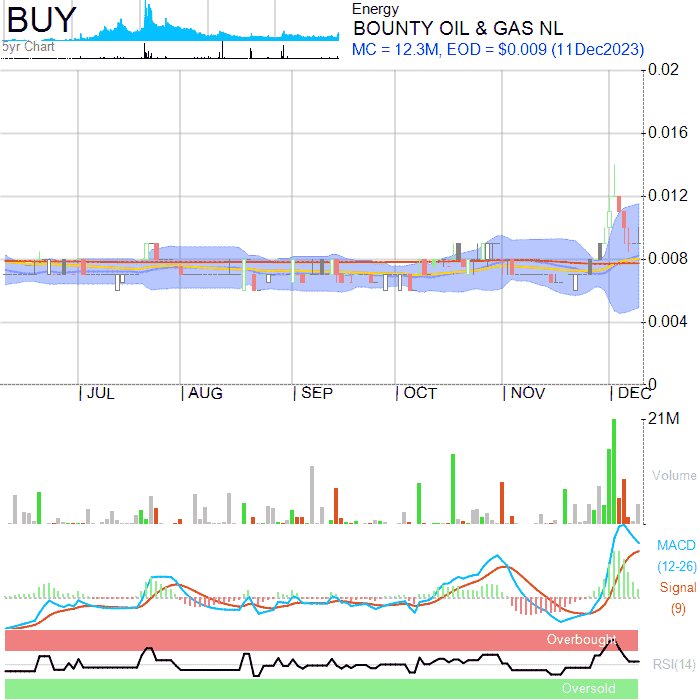 BUY
5yr Chart
Energy
BOUNTY OIL & GAS NL
MC = 12.3M, EOD = $0.009 (11Dec2023)
0.02
0.016
0.012
0.008
0.004
0
JUL AUG SEP OCT NOV DEC
21M
Volume
MACD
(12-26)
Signal
(9)
Overbought
RSI(14)
Oversold